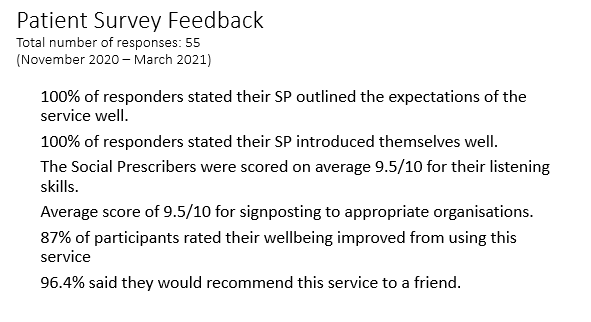 Patient Survey Feedback
Total number of responses: 55
(November 2020 – March 2021)
100% of responders stated their SP outlined the expectations of the
service well.
100% of responders stated their SP introduced themselves well.
The Social Prescribers were scored on average 9.5/10 for their listening
skills.
Average score of 9.5/10 for signposting to appropriate organisations.
87% of participants rated their wellbeing improved from using this
service
96.4% said they would recommend this service to a friend.